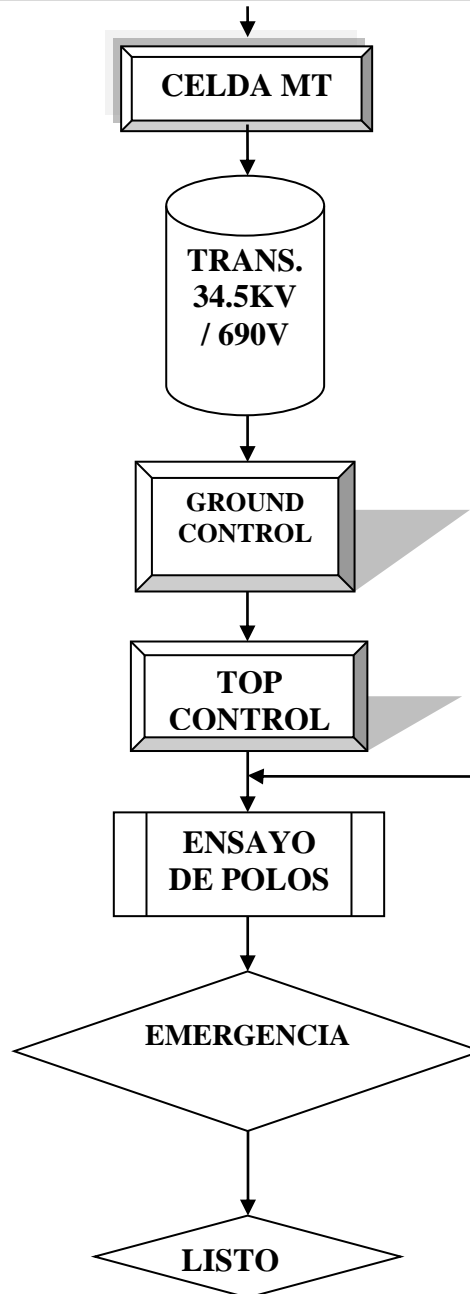 CELDA MT
TRANS.
34.5KV
/ 690V
GROUND
CONTROL
TOP
CONTROL
ENSAYO
DE POLOS
EMERGENCIA
LISTO